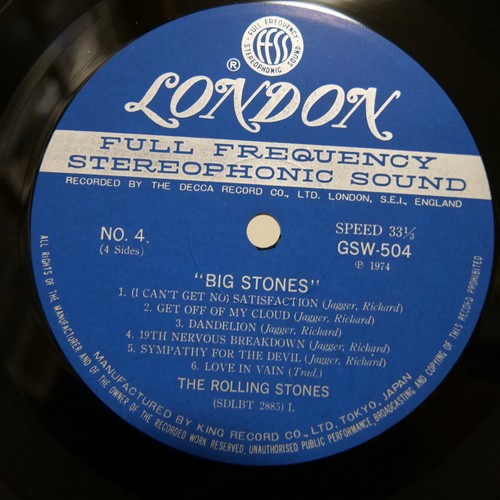 FULL FREQUENCY
ffss
STEREOPHONIC SOUND
®
LONDON
FULL FREQUENCY
STEREOPHONIC SOUND
RECORDED BY THE DECCA RECORD CO., LTD. LONDON, S.E.I., ENGLAND
NO. 4
(4 Sides)
SPEED 33⅓
GSW-504
Ⓟ 1974
"BIG STONES"
1. (I CAN'T GET NO) SATISFACTION (Jagger, Richard)
2. GET OFF OF MY CLOUD (Jagger, Richard)
3. DANDELION (Jagger, Richard)
4. 19TH NERVOUS BREAKDOWN (Jagger, Richard)
5. SYMPATHY FOR THE DEVIL (Jagger, Richard)
6. LOVE IN VAIN (Trad.)
THE ROLLING STONES
(SDLBT 2885) I.
MANUFACTURED BY KING RECORD CO., LTD. TOKYO, JAPAN
ALL RIGHTS OF THE MANUFACTURER AND OF THE OWNER OF THE RECORDED WORK RESERVED, UNAUTHORISED PUBLIC PERFORMANCE, BROADCASTING AND COPYING OF THIS RECORD PROHIBITED